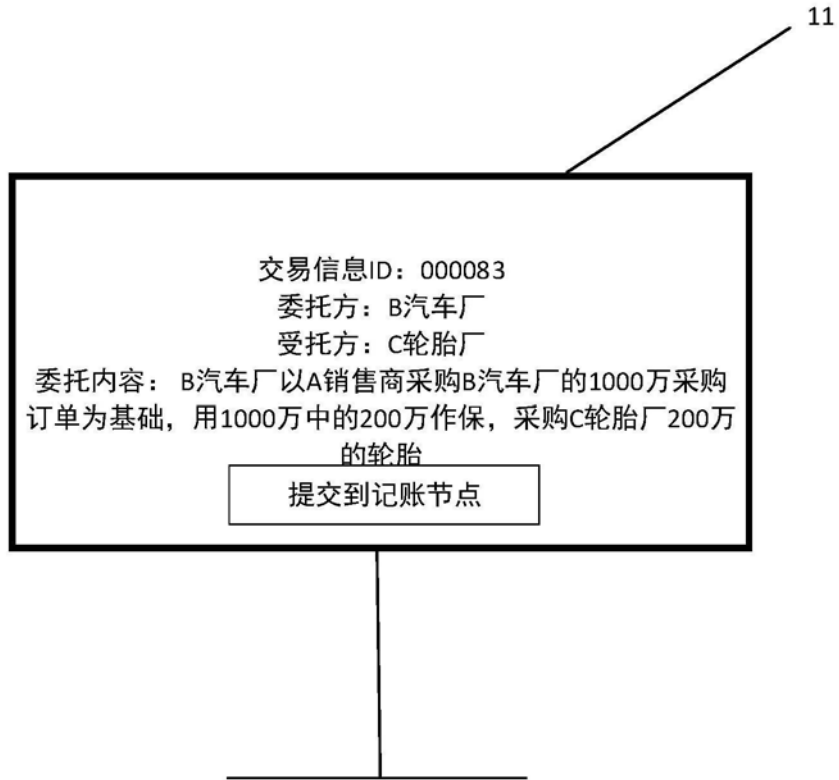 11
交易信息ID：000083
委托方：B汽车厂
受托方：C轮胎厂
委托内容： B汽车厂以A销售商采购B汽车厂的1000万采购
订单为基础，用1000万中的200万作保，采购C轮胎厂200万
的轮胎
提交到记账节点